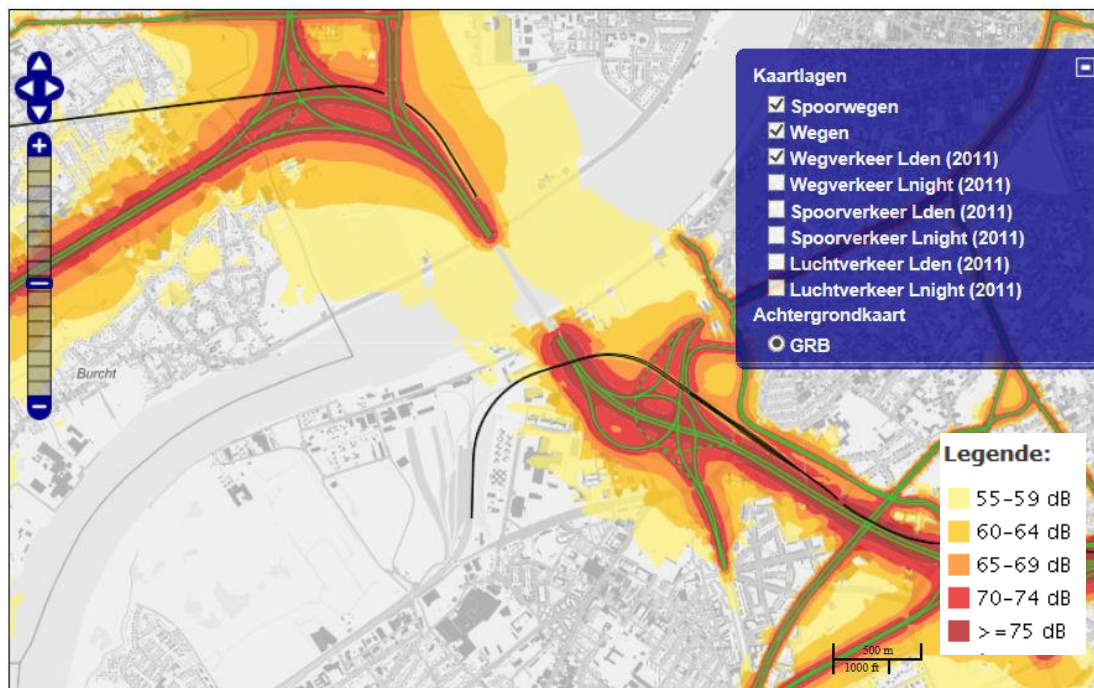 Kaartlagen
Spoorwegen
Wegen
Wegverkeer Lden (2011)
Wegverkeer Lnight (2011)
Spoorverkeer Lden (2011)
Spoorverkeer Lnight (2011)
Luchtverkeer Lden (2011)
Luchtverkeer Lnight (2011)
Achtergrondkaart
GRB
Burcht
Legende:
55-59 dB
60-64 dB
65-69 dB
70-74 dB
>=75 dB
500 m
1000 ft